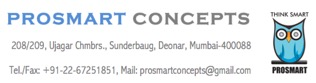 PROSMART CONCEPTS
208/209, Ujagar Chmbrs., Sunderbaug, Deonar, Mumbai-400088
Tel./Fax: +91-22-67251851, Mail: prosmartconcepts@gmail.com
THINK SMART
PROSMART